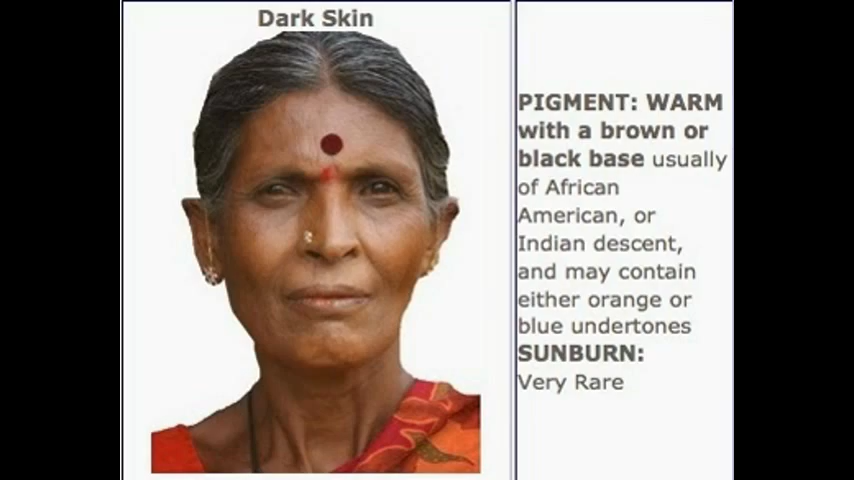 Dark Skin
PIGMENT: WARM
with a brown or
black base usually
of African
American, or
Indian descent,
and may contain
either orange or
blue undertones
SUNBURN:
Very Rare